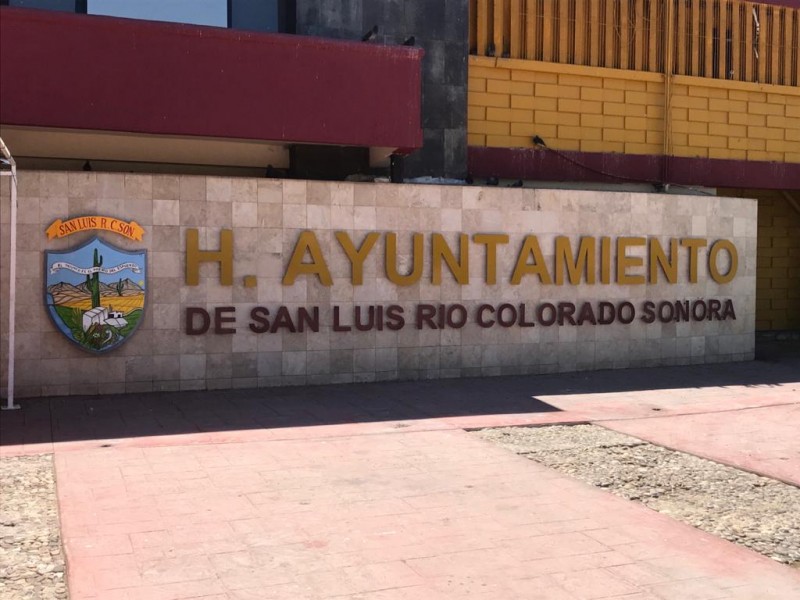 SAN LUIS R.C. SON.
H. AYUNTAMIENTO
DE SAN LUIS RIO COLORADO SONORA